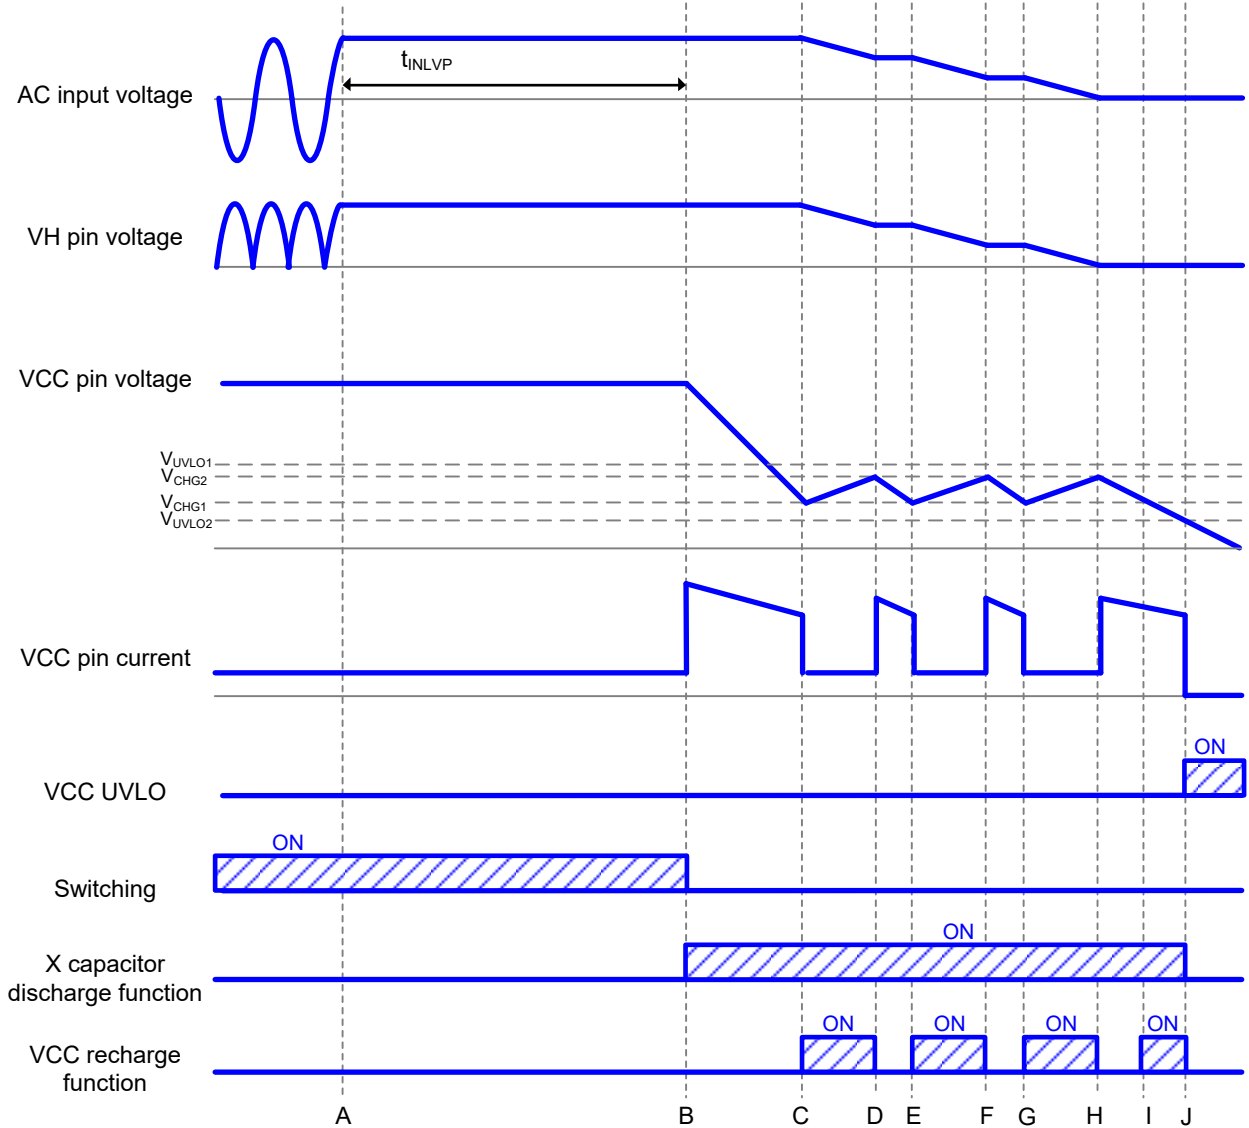 AC input voltage
tINLVP
VH pin voltage
VCC pin voltage
VUVLO1
VCHG2
VCHG1
VUVLO2
VCC pin current
VCC UVLO
ON
Switching
ON
X capacitor
discharge function
ON
VCC recharge
function
ON
ON
ON
ON
A
B
C
D
E
F
G
H
I
J